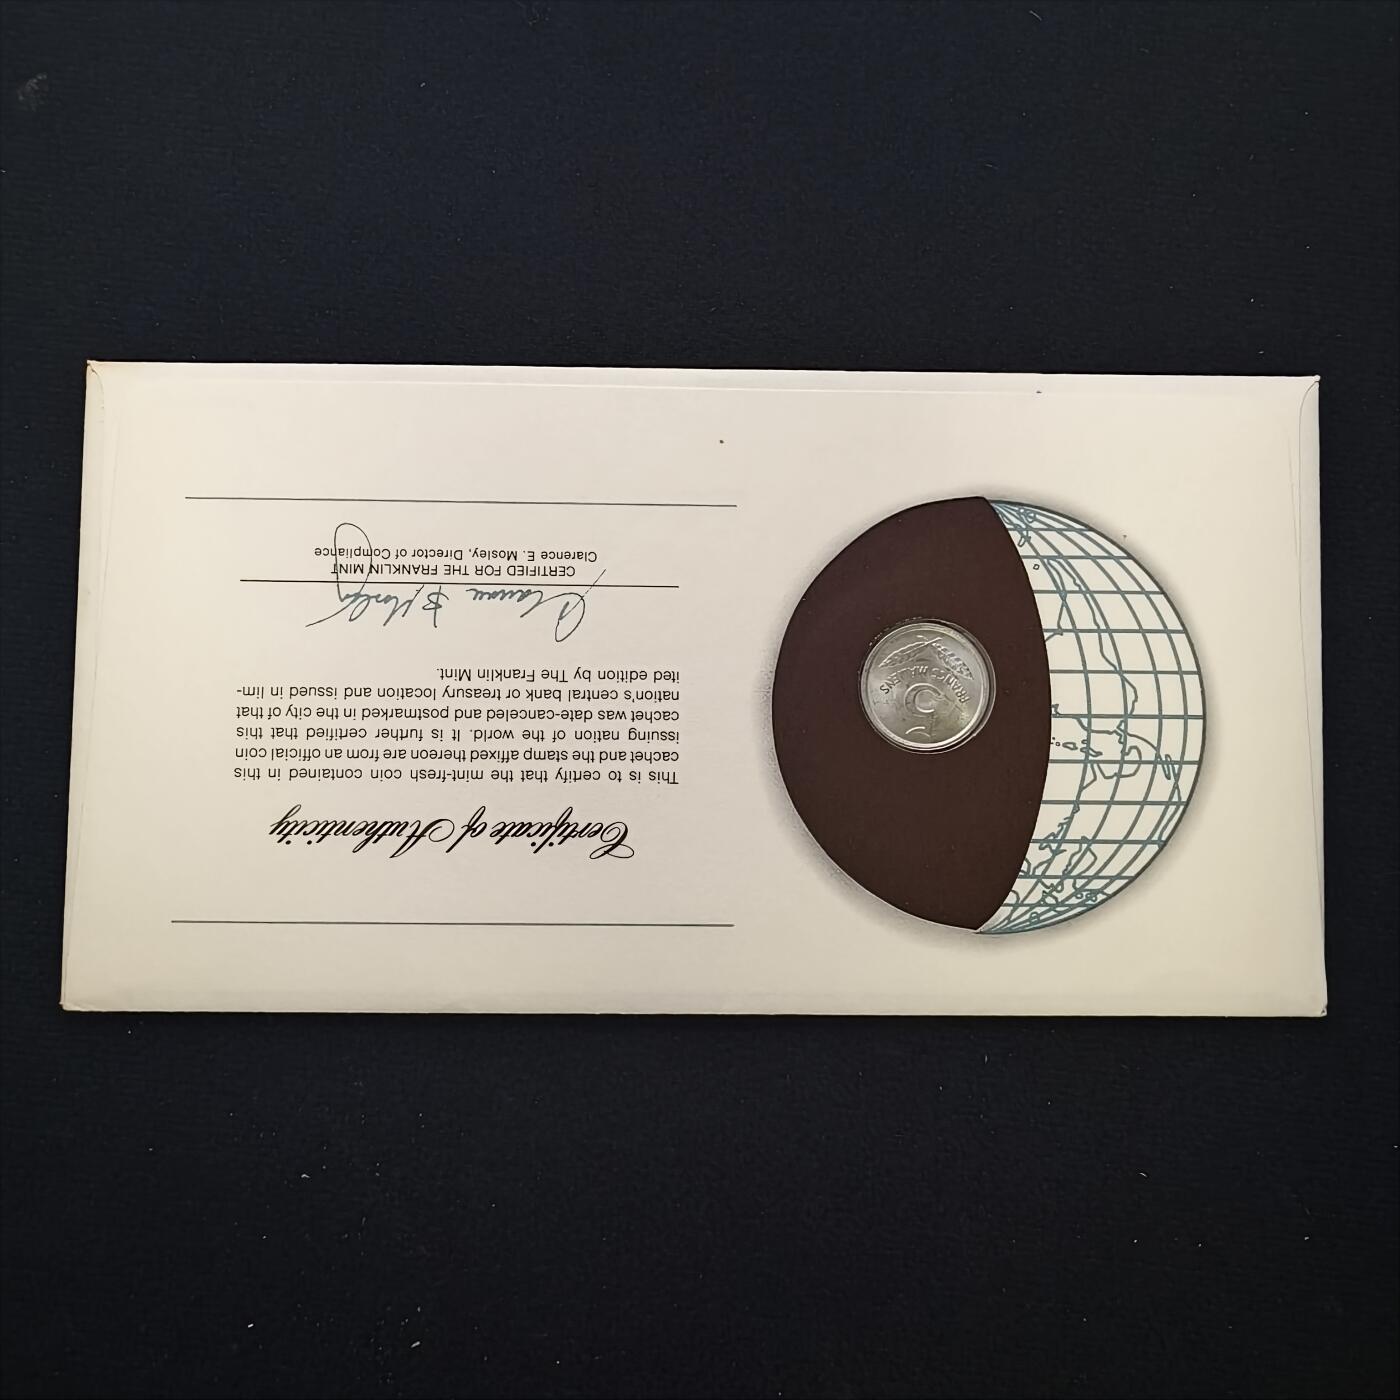 Certificate of Authenticity
This is to certify that the mint-fresh coin contained in this
cachet and the stamp affixed thereon are from an official coin
issuing nation of the world. It is further certified that this
cachet was date-canceled and postmarked in the city of that
nation's central bank or treasury location and issued in lim-
ited edition by The Franklin Mint.
CERTIFIED FOR THE FRANKLIN MINT
Clarence E. Mosley, Director of Compliance
FRANCS MALIENS